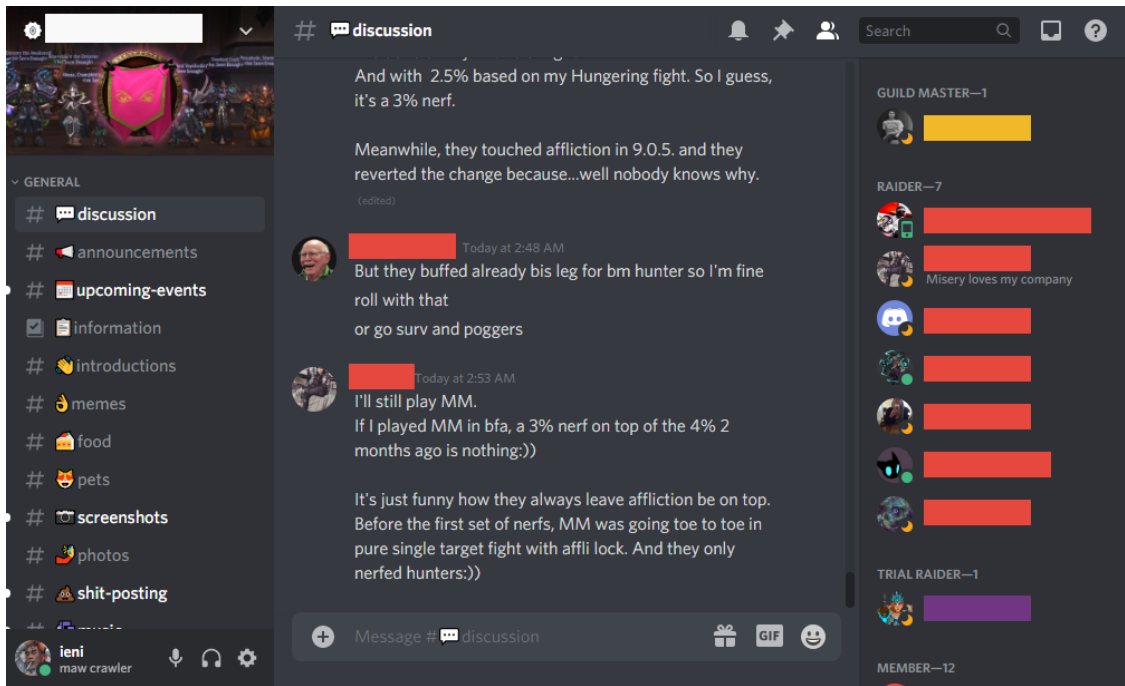 discussion
Search
GENERAL
discussion
announcements
upcoming-events
information
introductions
memes
food
pets
screenshots
photos
shit-posting
ieni
maw crawler
And with 2.5% based on my Hungering fight. So I guess,
it's a 3% nerf.
Meanwhile, they touched affliction in 9.0.5. and they
reverted the change because...well nobody knows why.
(edited)
Today at 2:48 AM
But they buffed already bis leg for bm hunter so I'm fine
roll with that
or go surv and poggers
Today at 2:53 AM
I'll still play MM.
If I played MM in bfa, a 3% nerf on top of the 4% 2
months ago is nothing:))
It's just funny how they always leave affliction be on top.
Before the first set of nerfs, MM was going toe to toe in
pure single target fight with affli lock. And they only
nerfed hunters:))
Message # discussion
GIF
GUILD MASTER—1
RAIDER—7
Misery loves my company
TRIAL RAIDER—1
MEMBER—12